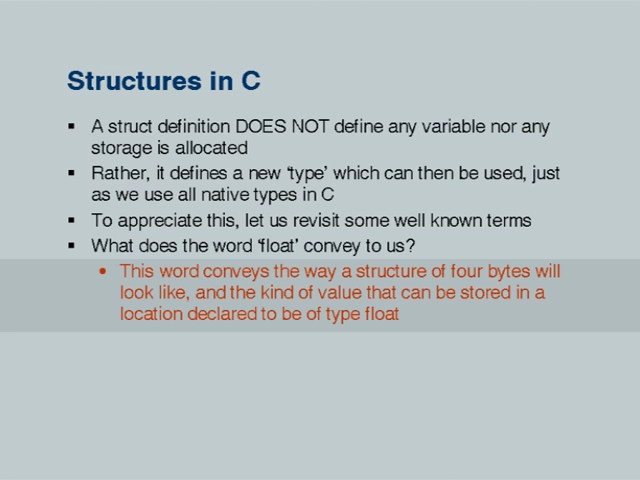 Structures in C
▪ A struct definition DOES NOT define any variable nor any
storage is allocated
▪ Rather, it defines a new ‘type’ which can then be used, just
as we use all native types in C
▪ To appreciate this, let us revisit some well known terms
▪ What does the word ‘float’ convey to us?
• This word conveys the way a structure of four bytes will
look like, and the kind of value that can be stored in a
location declared to be of type float